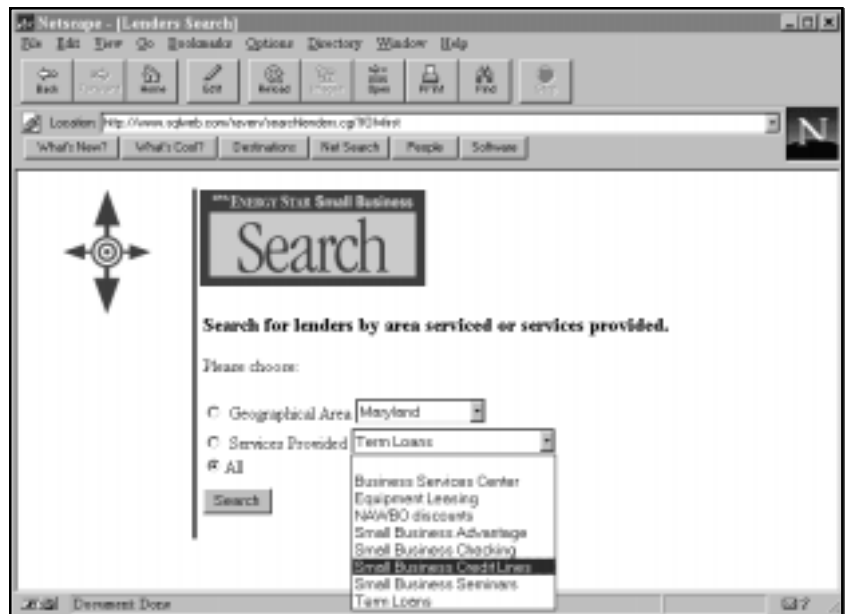 Netscape - [Lenders Search]
File Edit View Go Bookmarks Options Directory Window Help
Back Forward Home Edit Reload Images Open Print Find Stop
Location:
What's New? What's Cool? Destinations Net Search People Software
N
ENERGY STAR Small Business
Search
Search for lenders by area serviced or services provided.
Please choose:
Geographical Area Maryland
Services Provided Term Loans
All
Search
Business Services Center
Equipment Leasing
NAWBO discounts
Small Business Advantage
Small Business Checking
Small Business Credit Lines
Small Business Seminars
Term Loans
Document Done